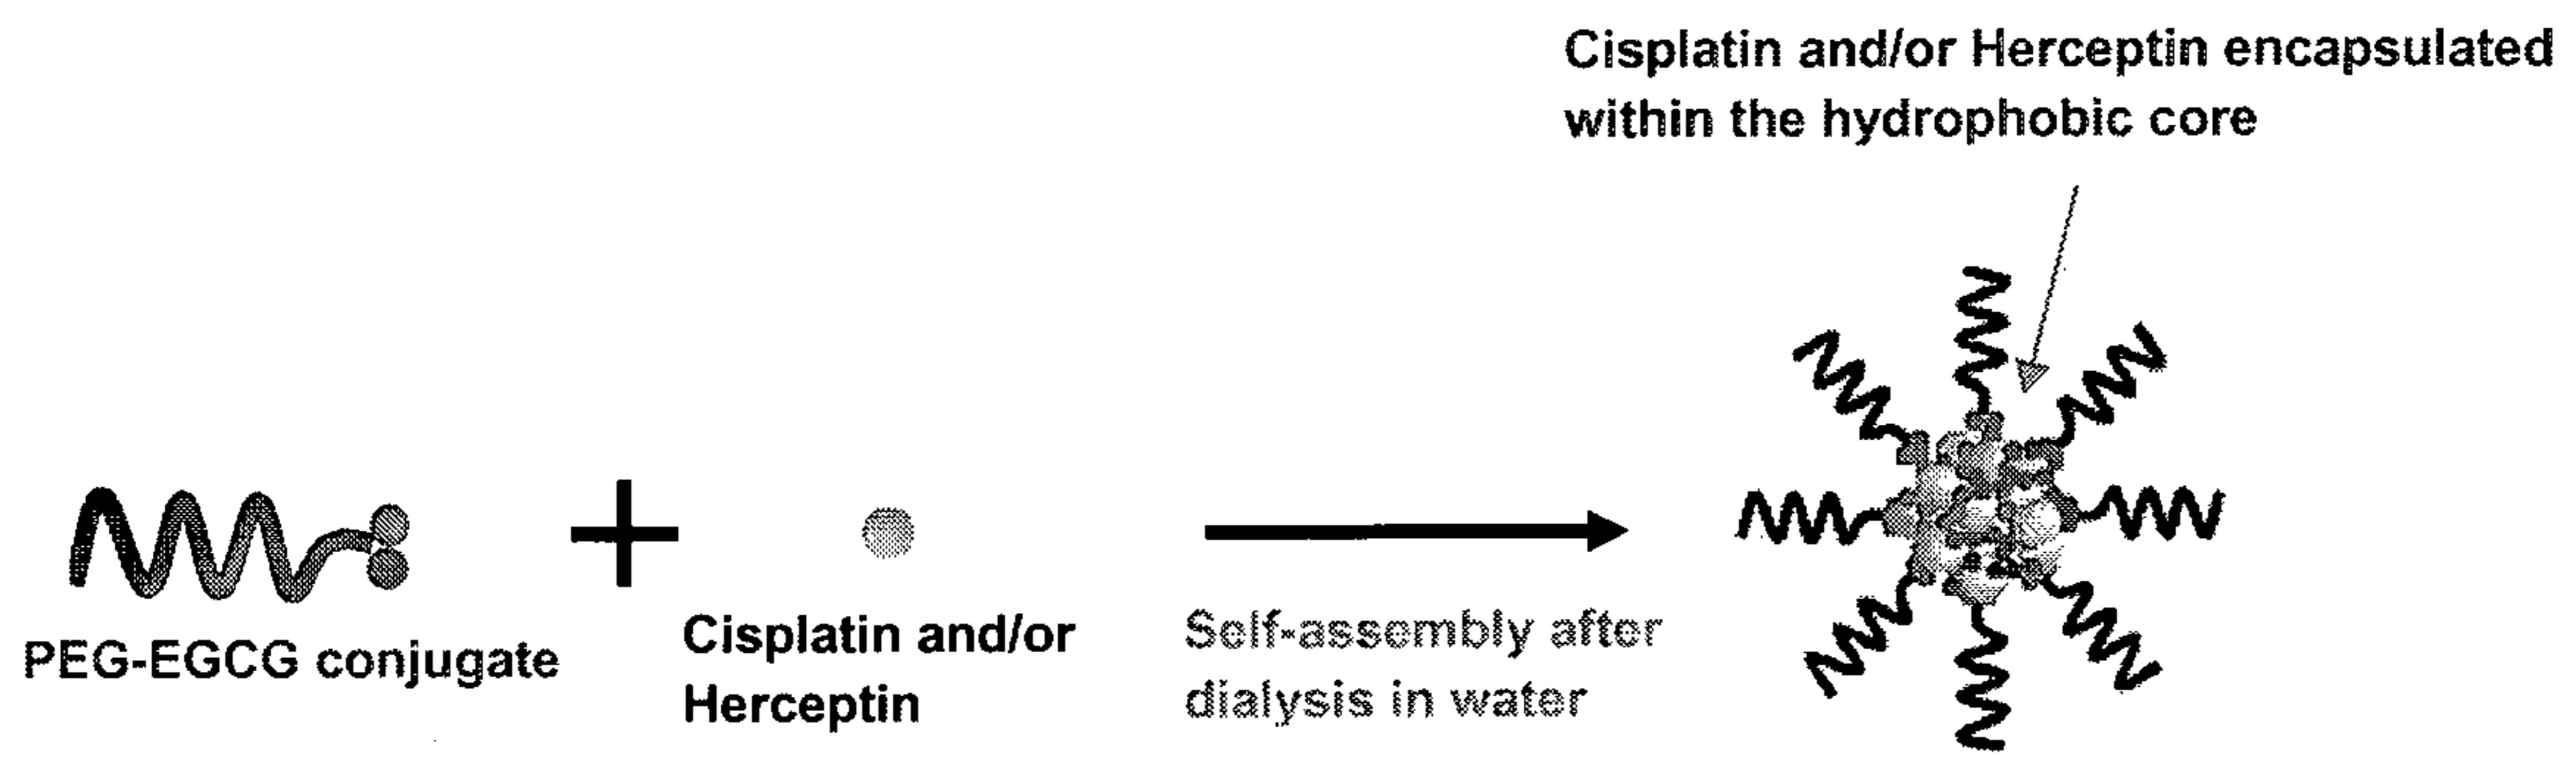 Cisplatin and/or Herceptin encapsulated
within the hydrophobic core
PEG-EGCG conjugate
Cisplatin and/or
Herceptin
Self-assembly after
dialysis in water